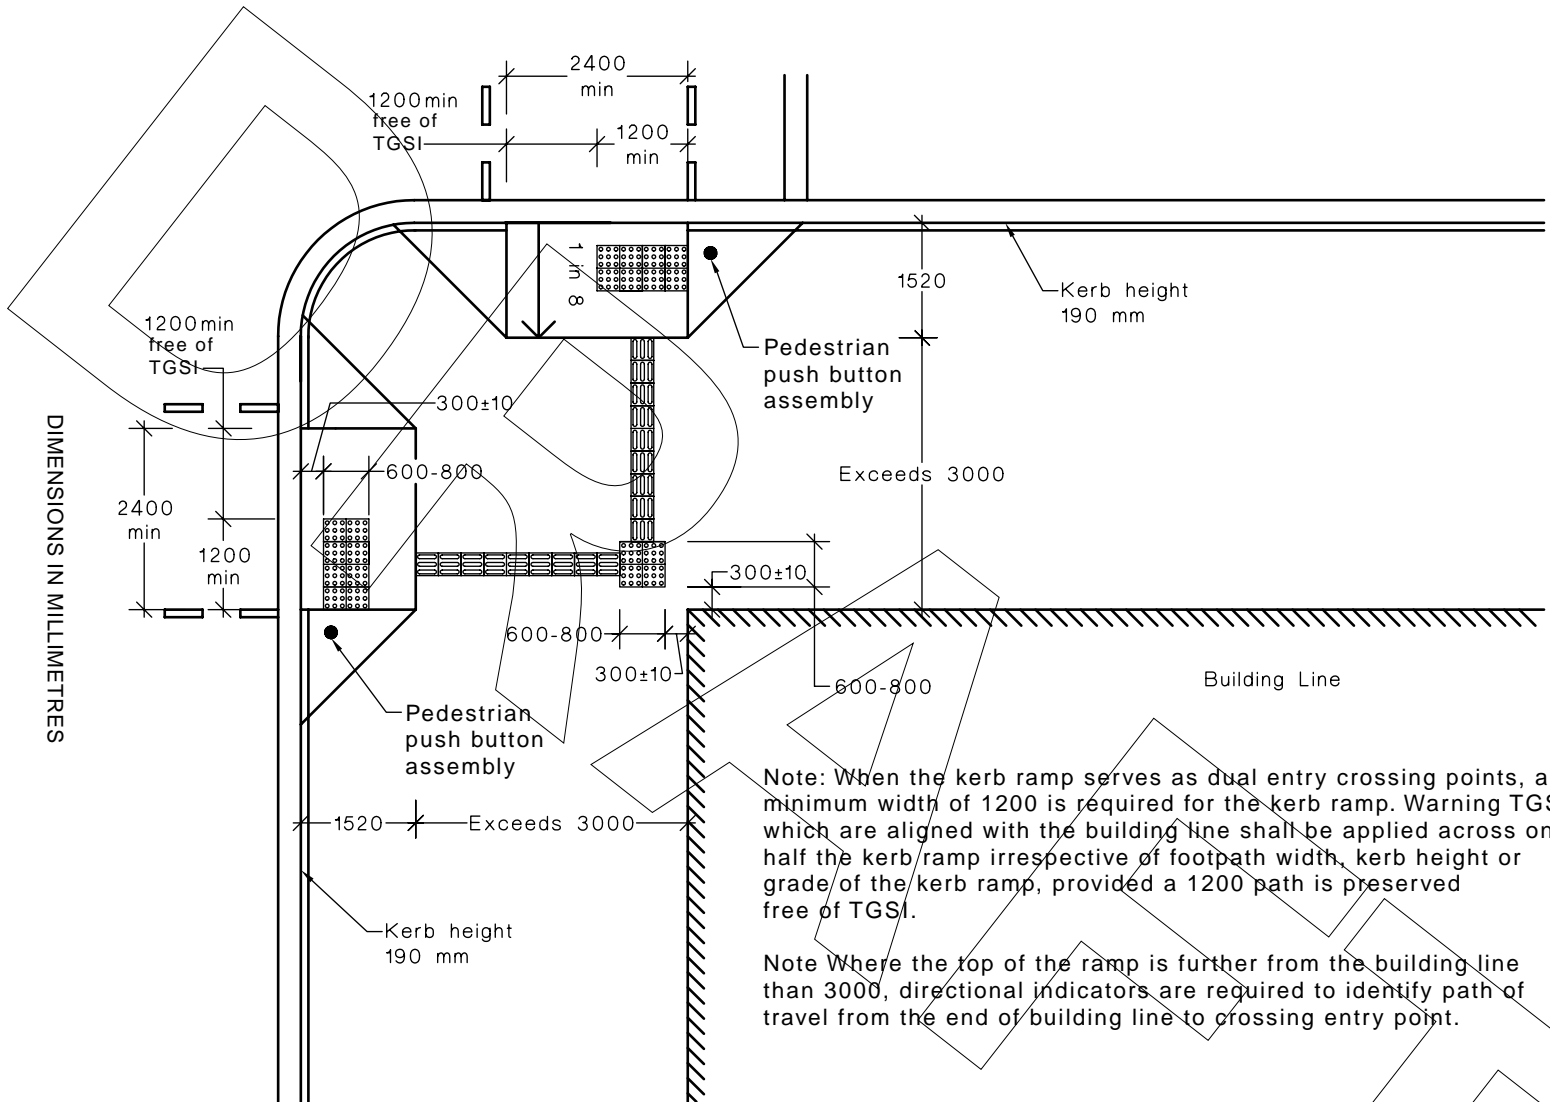 2400
min
1200min
free of
TGSI
1200
min
1 in 8
1520
Kerb height
190 mm
Pedestrian
push button
assembly
1200min
free of
TGSI
300±10
600-800
Exceeds 3000
2400
min
1200
min
300±10
600-800
300±10
600-800
Building Line
DIMENSIONS IN MILLIMETRES
Pedestrian
push button
assembly
1520
Exceeds 3000
Kerb height
190 mm
Note: When the kerb ramp serves as dual entry crossing points, a
minimum width of 1200 is required for the kerb ramp. Warning
which are aligned with the building line shall be applied across
half the kerb ramp irrespective of footpath width, kerb height or
grade of the kerb ramp, provided a 1200 path is preserved
free of TGSI.
Note Where the top of the ramp is further from the building line
than 3000, directional indicators are required to identify path of
travel from the end of building line to crossing entry point.